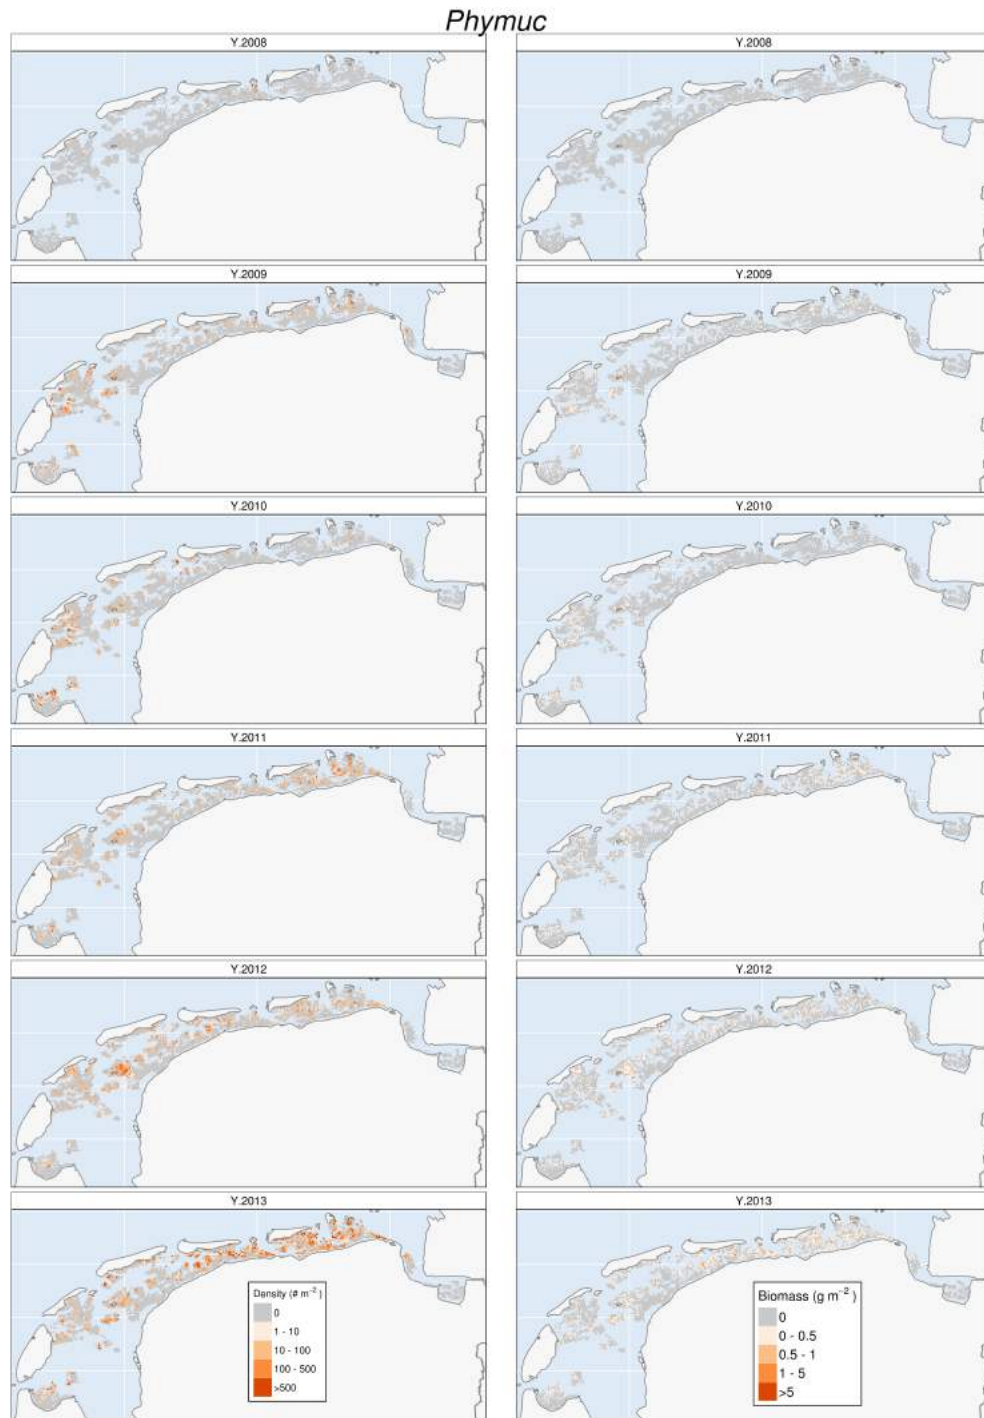 Phymuc
Y.2008
Y.2008
Y.2009
Y.2009
Y.2010
Y.2010
Y.2011
Y.2011
Y.2012
Y.2012
Y.2013
Y.2013
Density (# m⁻²)
0
1 - 10
10 - 100
100 - 500
>500
Biomass (g m⁻²)
0
0 - 0.5
0.5 - 1
1 - 5
>5